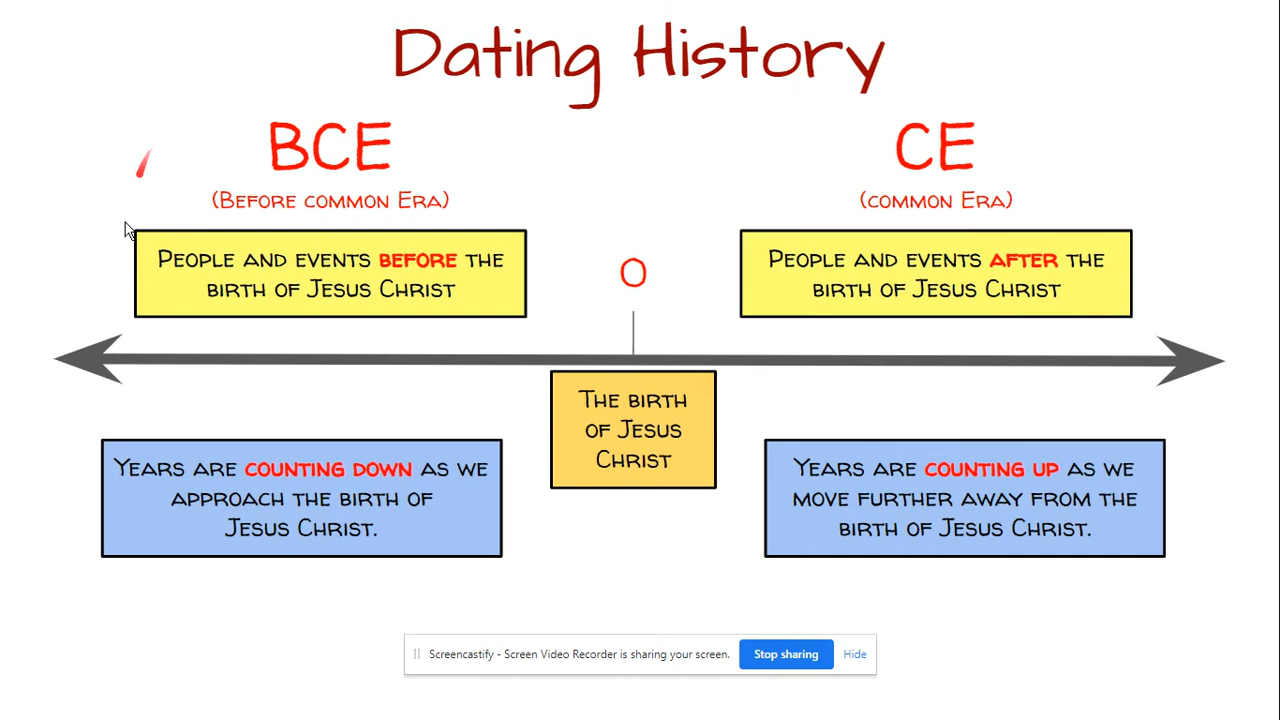 Dating History
BCE
(Before common Era)
People and events before the
birth of Jesus Christ
CE
(common Era)
People and events after the
birth of Jesus Christ
0
The birth
of Jesus
Christ
Years are counting down as we
approach the birth of
Jesus Christ.
Years are counting up as we
move further away from the
birth of Jesus Christ.
Screencastify - Screen Video Recorder is sharing your screen. Stop sharing Hide